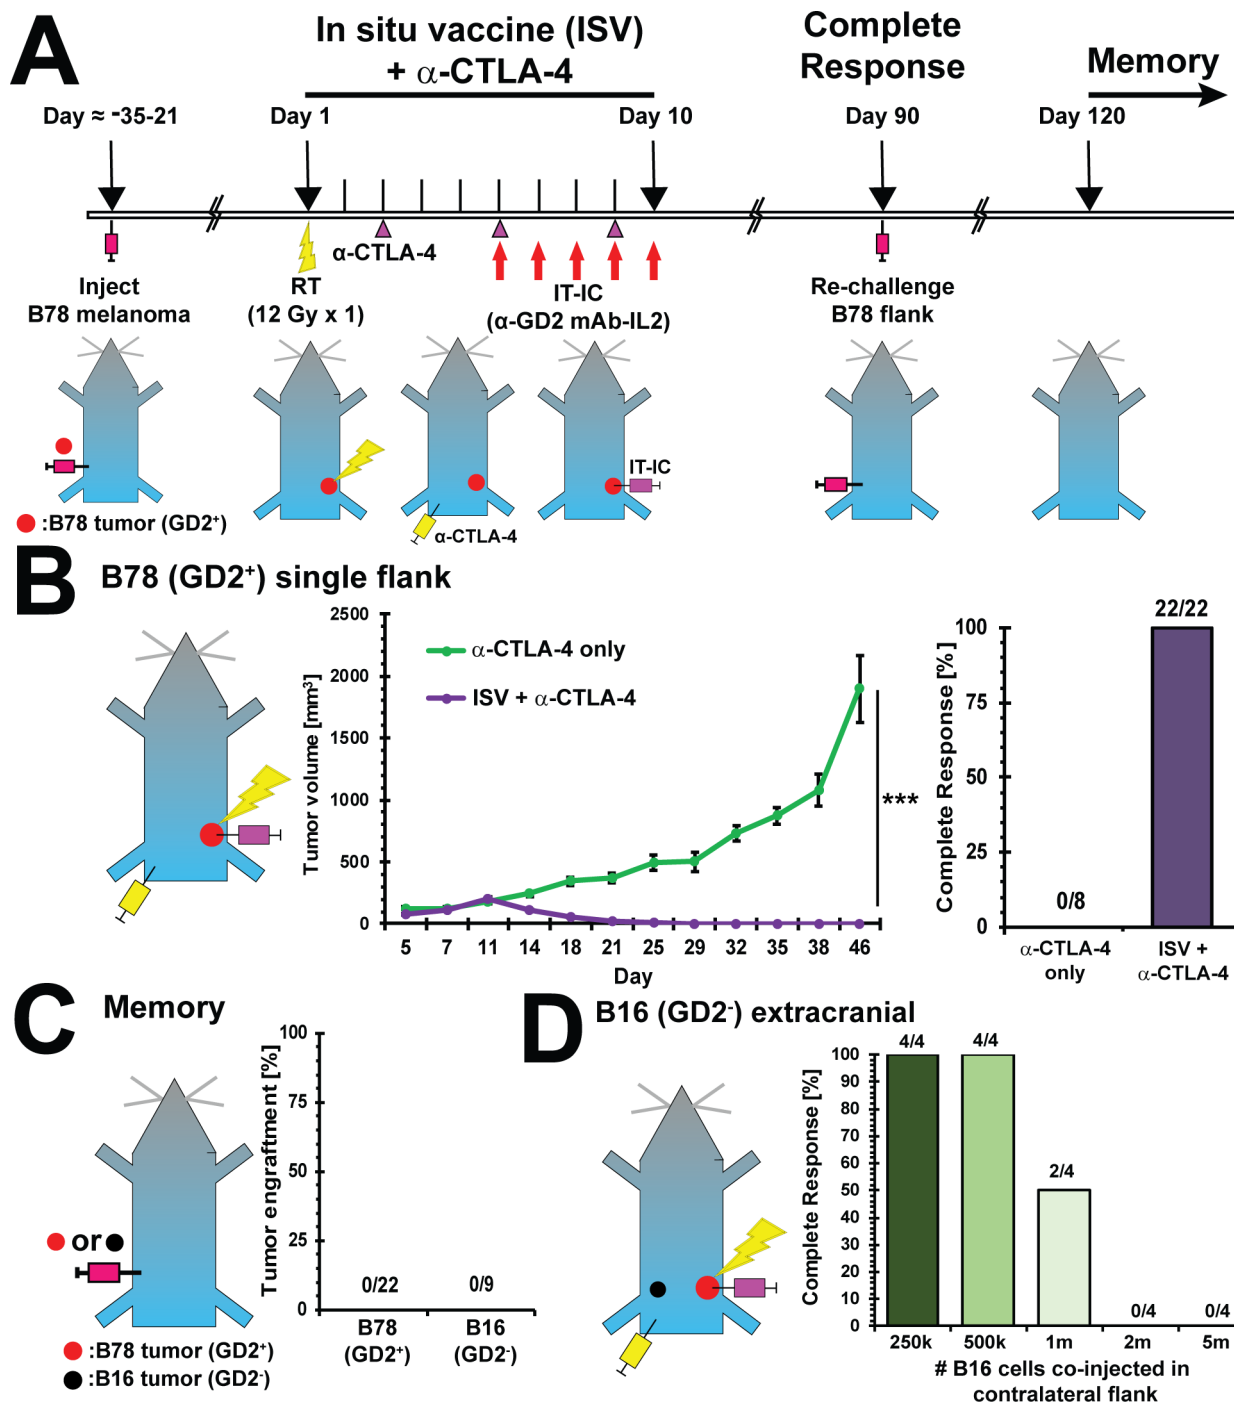 A
In situ vaccine (ISV)
+ α-CTLA-4
Complete
Response
Memory
Day ≈ -35-21
Day 1
Day 10
Day 90
Day 120
α-CTLA-4
Inject
B78 melanoma
RT
(12 Gy x 1)
IT-IC
(α-GD2 mAb-IL2)
Re-challenge
B78 flank
IT-IC
α-CTLA-4
:B78 tumor (GD2⁺)
B
B78 (GD2⁺) single flank
Tumor volume [mm³]
2500
2000
1500
1000
500
0
α-CTLA-4 only
ISV + α-CTLA-4
***
5 7 11 14 18 21 25 29 32 35 38 46
Day
Complete Response [%]
100
75
50
25
0
22/22
0/8
α-CTLA-4
only
ISV +
α-CTLA-4
C
Memory
or
:B78 tumor (GD2⁺)
:B16 tumor (GD2⁻)
Tumor engraftment [%]
100
75
50
25
0
0/22
0/9
B78
(GD2⁺)
B16
(GD2⁻)
D
B16 (GD2⁻) extracranial
Complete Response [%]
100
90
80
70
60
50
40
30
20
10
0
4/4 4/4 2/4 0/4 0/4
250k 500k 1m 2m 5m
# B16 cells co-injected in
contralateral flank